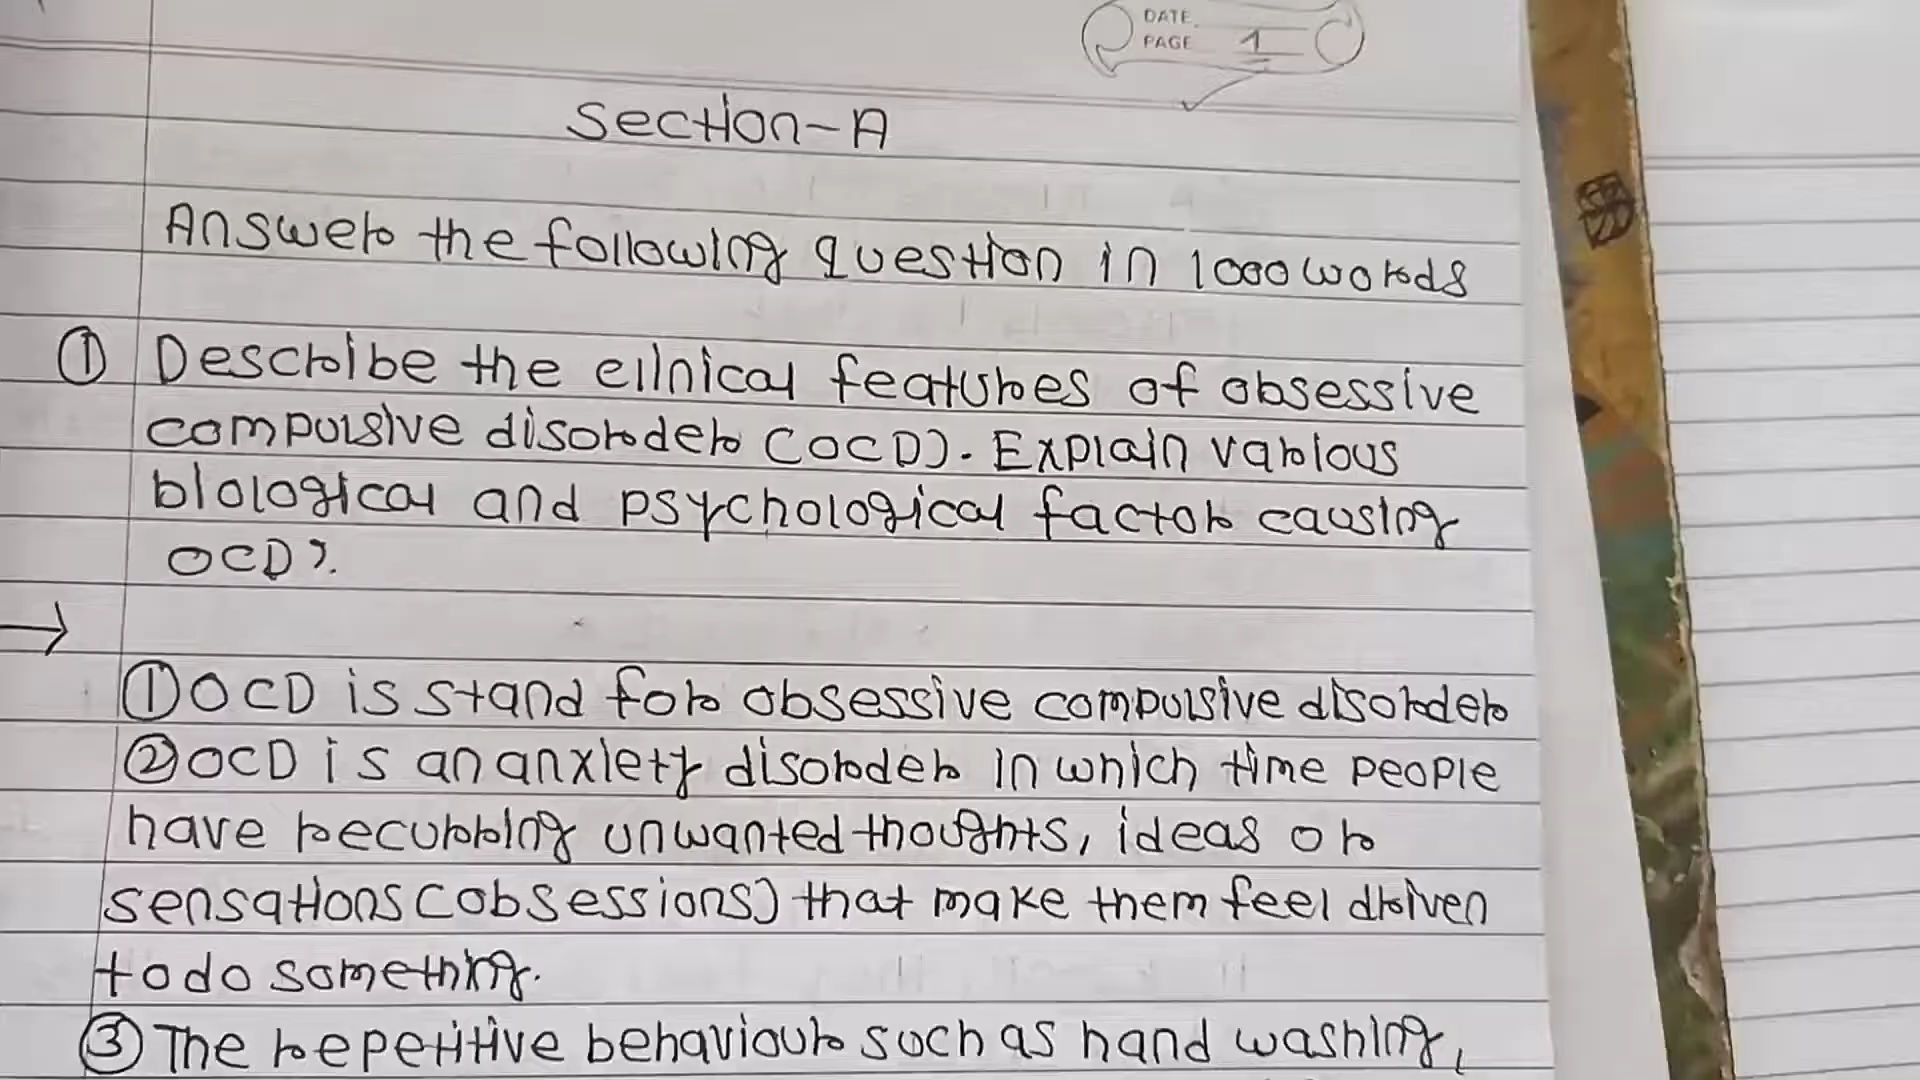 DATE
PAGE 1
Section-A
Answer the following question in 1000 words
① Describe the clinical features of obsessive
compulsive disorder (OCD). Explain various
biological and psychological factor causing
OCD?.
→
① OCD is stand for obsessive compulsive disorder
② OCD is an anxiety disorder in which time people
have recurring unwanted thoughts, ideas or
sensations (obsessions) that make them feel driven
to do something.
③ The repetitive behaviour such as hand washing,